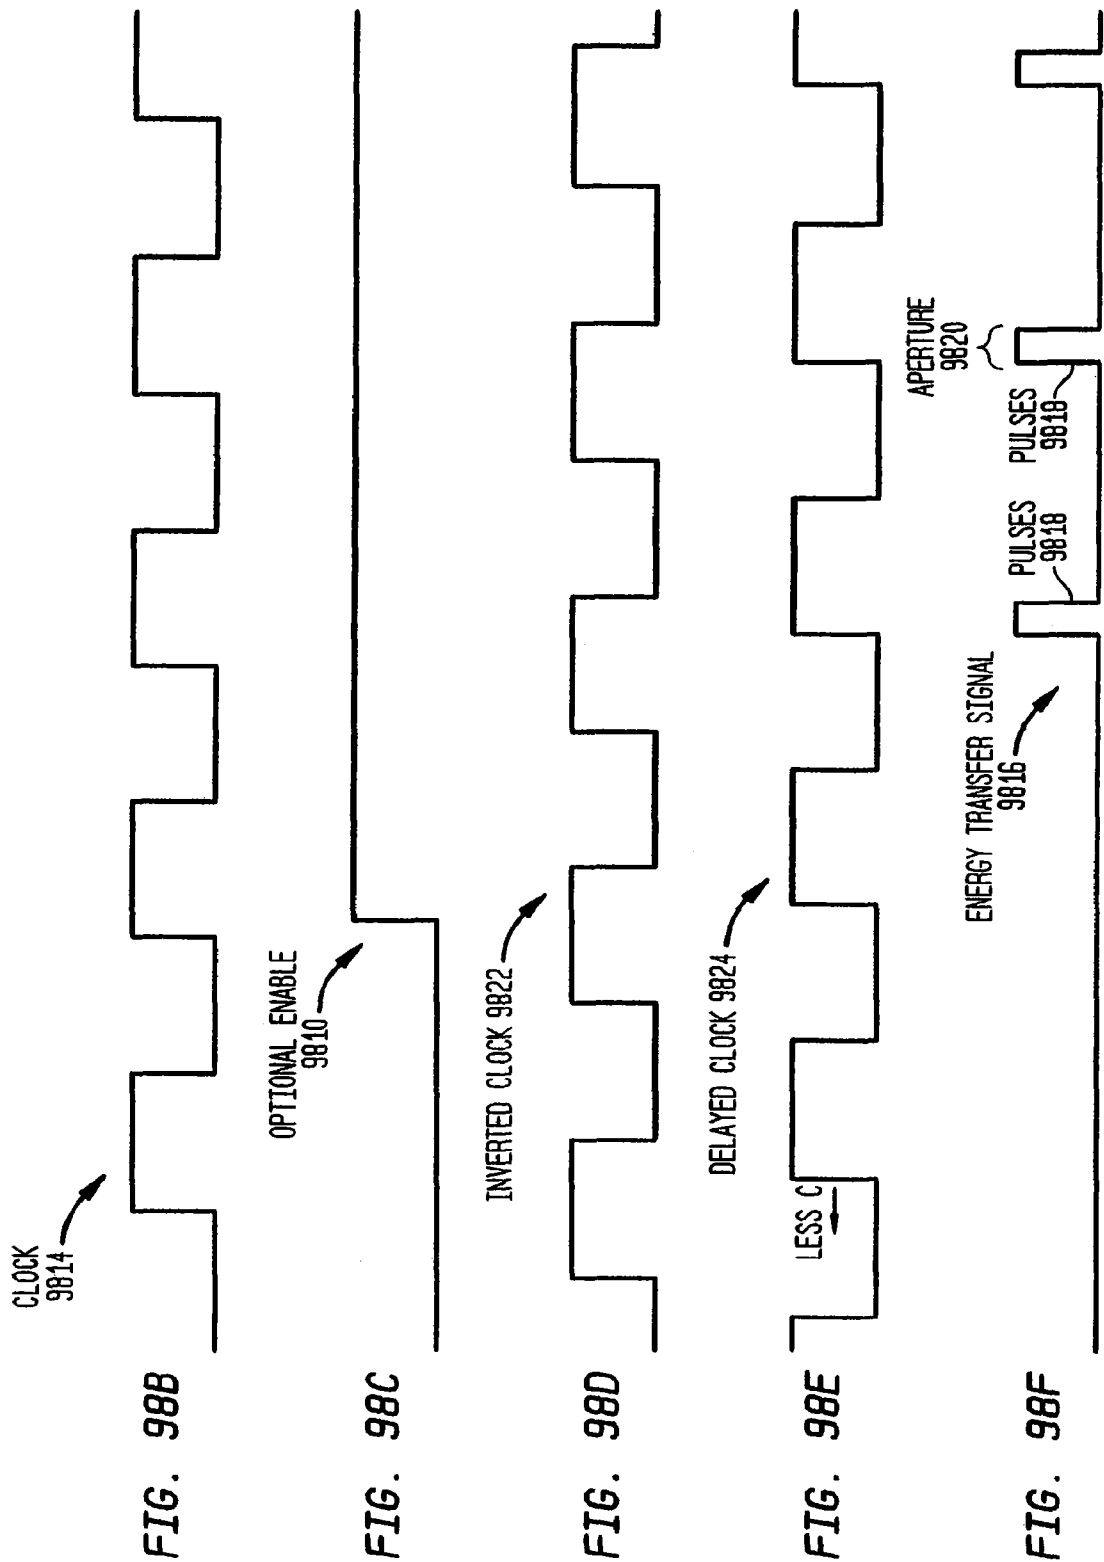 FIG. 98B
CLOCK
9814
FIG. 98C
OPTIONAL ENABLE
9810
FIG. 98D
INVERTED CLOCK 9822
FIG. 98E
DELAYED CLOCK 9824
LESS C
FIG. 98F
ENERGY TRANSFER SIGNAL
9816
PULSES
9818
PULSES
9818
APERTURE
9820